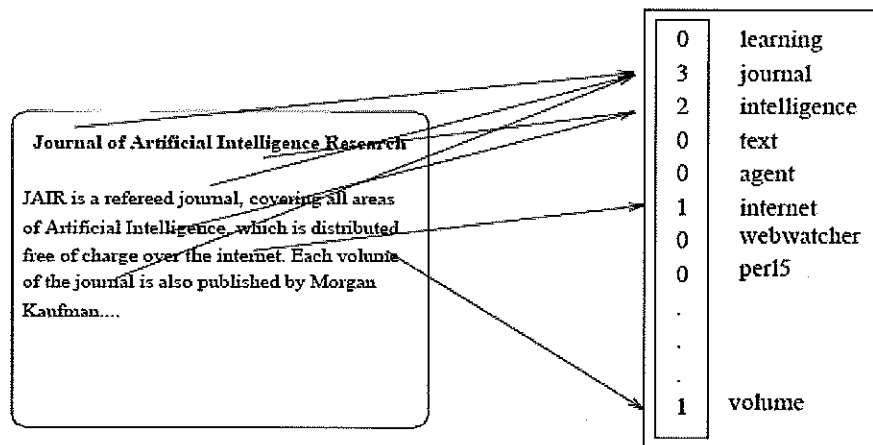 Journal of Artificial Intelligence Research
JAIR is a refereed journal, covering all areas
of Artificial Intelligence, which is distributed
free of charge over the internet. Each volume
of the journal is also published by Morgan
Kaufman....
0 learning
3 journal
2 intelligence
0 text
0 agent
1 internet
0 webwatcher
0 perl5
.
.
.
1 volume